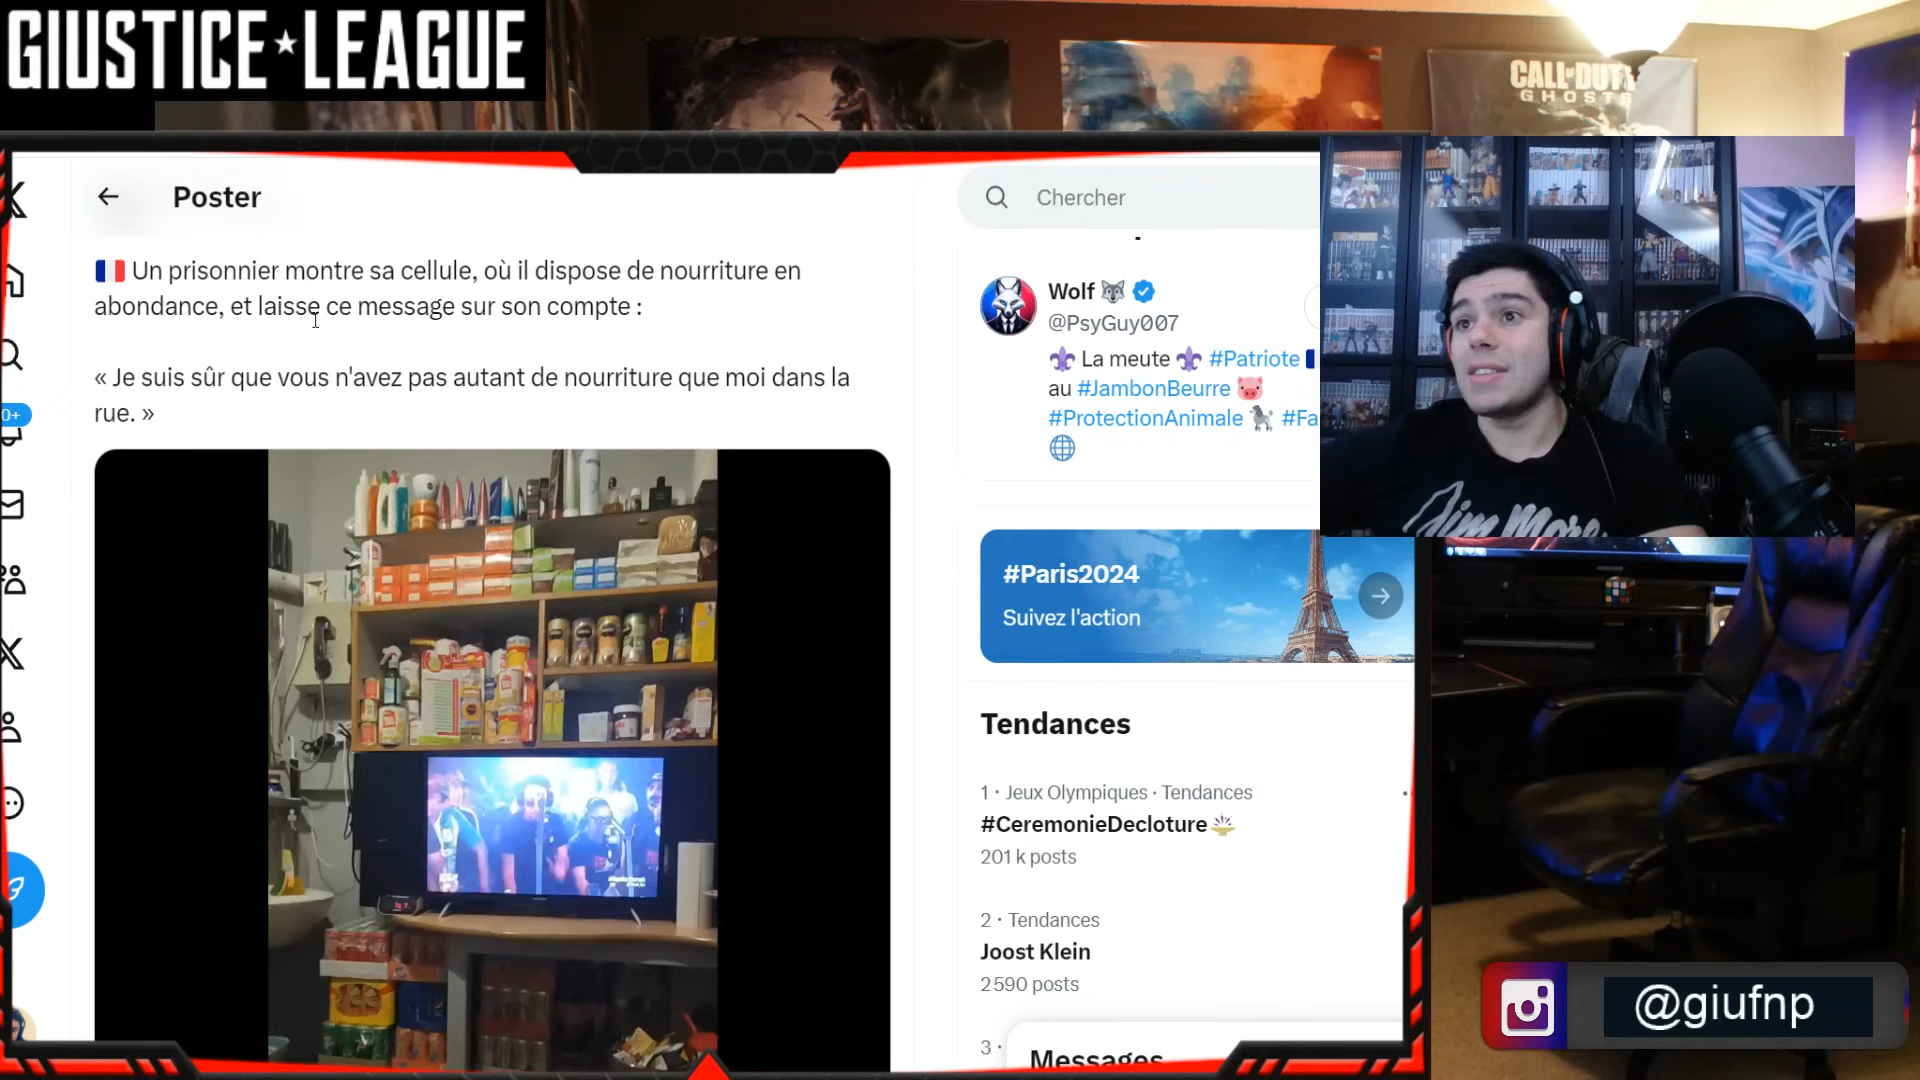 GIUSTICE★LEAGUE
CALL OF DUTY
GHOSTS
Poster
🇫🇷 Un prisonnier montre sa cellule, où il dispose de nourriture en
abondance, et laisse ce message sur son compte :
« Je suis sûr que vous n'avez pas autant de nourriture que moi dans la
rue. »
Chercher
Wolf 🐺
@PsyGuy007
⚜️ La meute ⚜️ #Patriote
au #JambonBeurre 🐷
#ProtectionAnimale 🐩 #Fa
🌐
#Paris2024
Suivez l'action
Tendances
1 · Jeux Olympiques · Tendances
#CeremonieDecloture
201 k posts
2 · Tendances
Joost Klein
2 590 posts
3 ·
Messages
@giufnp